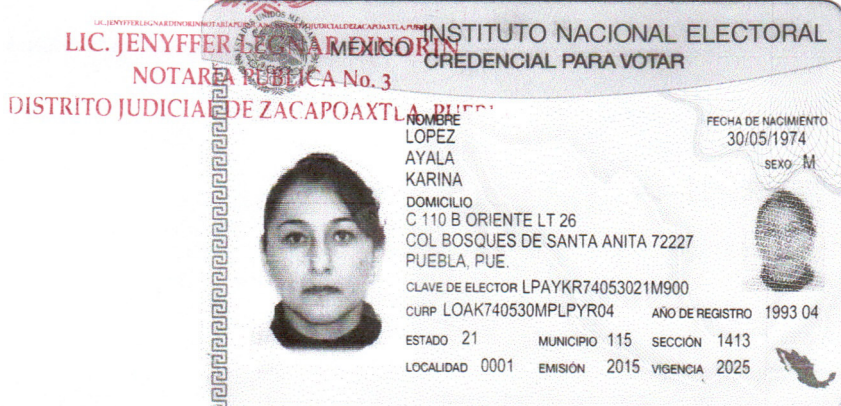 LIC. JENYFFER LEGNAR DINORIN
NOTARIA PUBLICA No. 3
DISTRITO JUDICIAL DE ZACAPOAXTLA, PUEBL
MÉXICO INSTITUTO NACIONAL ELECTORAL
CREDENCIAL PARA VOTAR
NOMBRE
LOPEZ
AYALA
KARINA
FECHA DE NACIMIENTO
30/05/1974
SEXO M
DOMICILIO
C 110 B ORIENTE LT 26
COL BOSQUES DE SANTA ANITA 72227
PUEBLA, PUE.
CLAVE DE ELECTOR LPAYKR74053021M900
CURP LOAK740530MPLPYR04 AÑO DE REGISTRO 1993 04
ESTADO 21 MUNICIPIO 115 SECCIÓN 1413
LOCALIDAD 0001 EMISIÓN 2015 VIGENCIA 2025